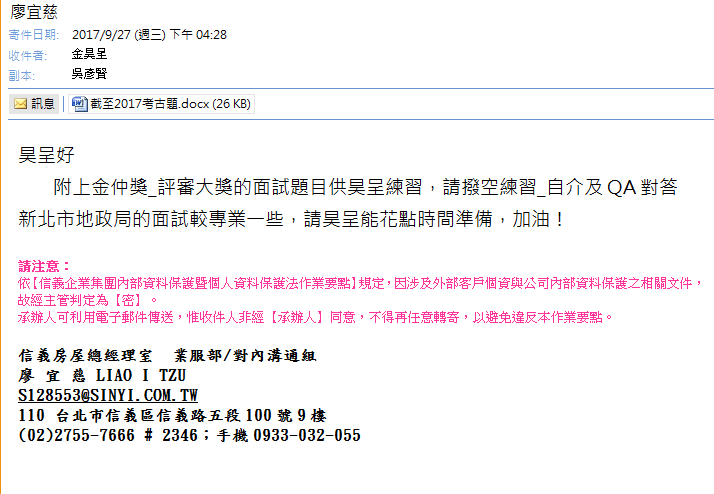 廖宜慈
寄件日期: 2017/9/27 (週三) 下午 04:28
收件者: 金昊呈
副本: 吳彥賢
訊息 截至2017考古題.docx (26 KB)
昊呈好
附上金仲獎_評審大獎的面試題目供昊呈練習，請撥空練習_自介及QA對答
新北市地政局的面試較專業一些，請昊呈能花點時間準備，加油！
請注意：
依【信義企業集團內部資料保護暨個人資料保護法作業要點】規定，因涉及外部客戶個資與公司內部資料保護之相關文件，
故經主管判定為【密】。
承辦人可利用電子郵件傳送，惟收件人非經【承辦人】同意，不得再任意轉寄，以避免違反本作業要點。
信義房屋總經理室 業服部/對內溝通組
廖 宜 慈 LIAO I TZU
S128553@SINYI.COM.TW
110 台北市信義區信義路五段100號9樓
(02)2755-7666 # 2346；手機0933-032-055